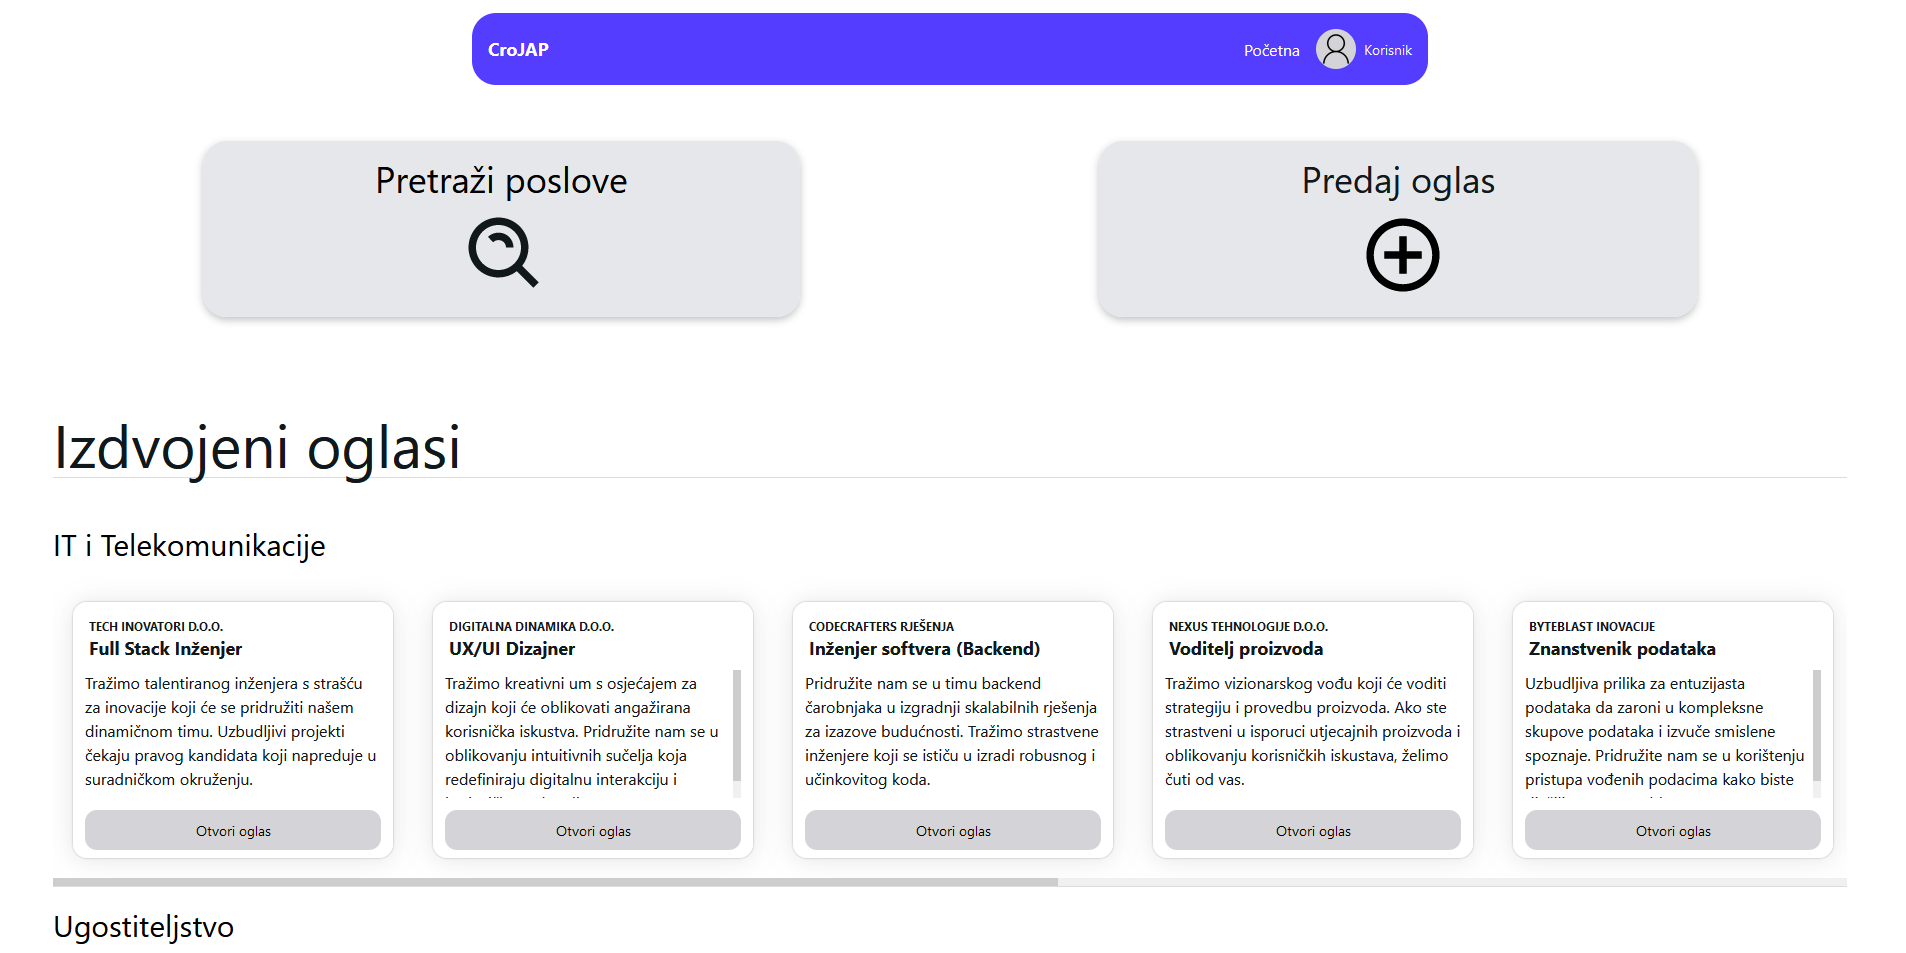 CroJAP
Početna
Korisnik
Pretraži poslove
Predaj oglas
Izdvojeni oglasi
IT i Telekomunikacije
TECH INOVATORI D.O.O.
Full Stack Inženjer
Tražimo talentiranog inženjera s strašću
za inovacije koji će se pridružiti našem
dinamičnom timu. Uzbudljivi projekti
čekaju pravog kandidata koji napreduje u
suradničkom okruženju.
Otvori oglas
DIGITALNA DINAMIKA D.O.O.
UX/UI Dizajner
Tražimo kreativni um s osjećajem za
dizajn koji će oblikovati angažirana
korisnička iskustva. Pridružite nam se u
oblikovanju intuitivnih sučelja koja
redefiniraju digitalnu interakciju i
Otvori oglas
CODECRAFTERS RJEŠENJA
Inženjer softvera (Backend)
Pridružite nam se u timu backend
čarobnjaka u izgradnji skalabilnih rješenja
za izazove budućnosti. Tražimo strastvene
inženjere koji se ističu u izradi robusnog i
učinkovitog koda.
Otvori oglas
NEXUS TEHNOLOGIJE D.O.O.
Voditelj proizvoda
Tražimo vizionarskog vođu koji će voditi
strategiju i provedbu proizvoda. Ako ste
strastveni u isporuci utjecajnih proizvoda i
oblikovanju korisničkih iskustava, želimo
čuti od vas.
Otvori oglas
BYTEBLAST INOVACIJE
Znanstvenik podataka
Uzbudljiva prilika za entuzijasta
podataka da zaroni u kompleksne
skupove podataka i izvuče smislene
spoznaje. Pridružite nam se u korištenju
pristupa vođenih podacima kako biste
Otvori oglas
Ugostiteljstvo